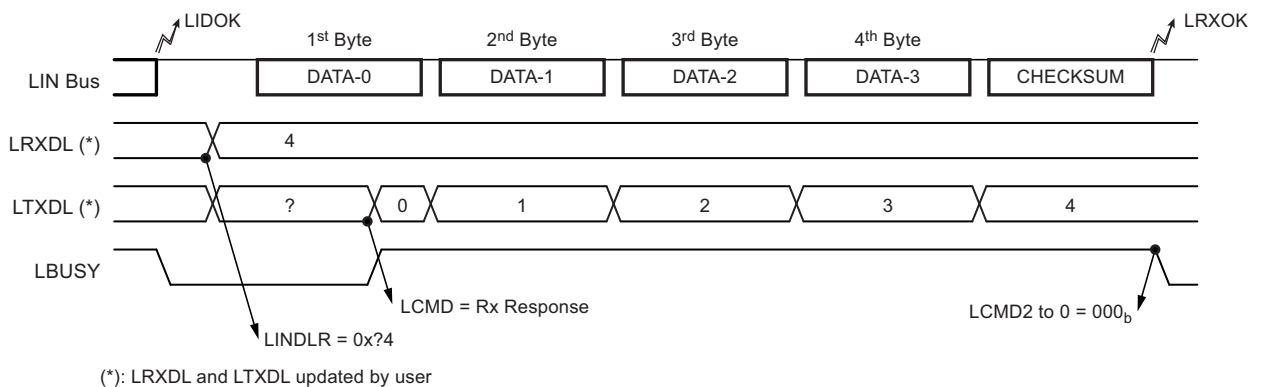 LIDOK
LRXOK
1st Byte 2nd Byte 3rd Byte 4th Byte
LIN Bus DATA-0 DATA-1 DATA-2 DATA-3 CHECKSUM
LRXDL (*) 4
LTXDL (*) ? 0 1 2 3 4
LBUSY
LCMD = Rx Response
LCMD2 to 0 = 000b
LINDLR = 0x?4
(*): LRXDL and LTXDL updated by user